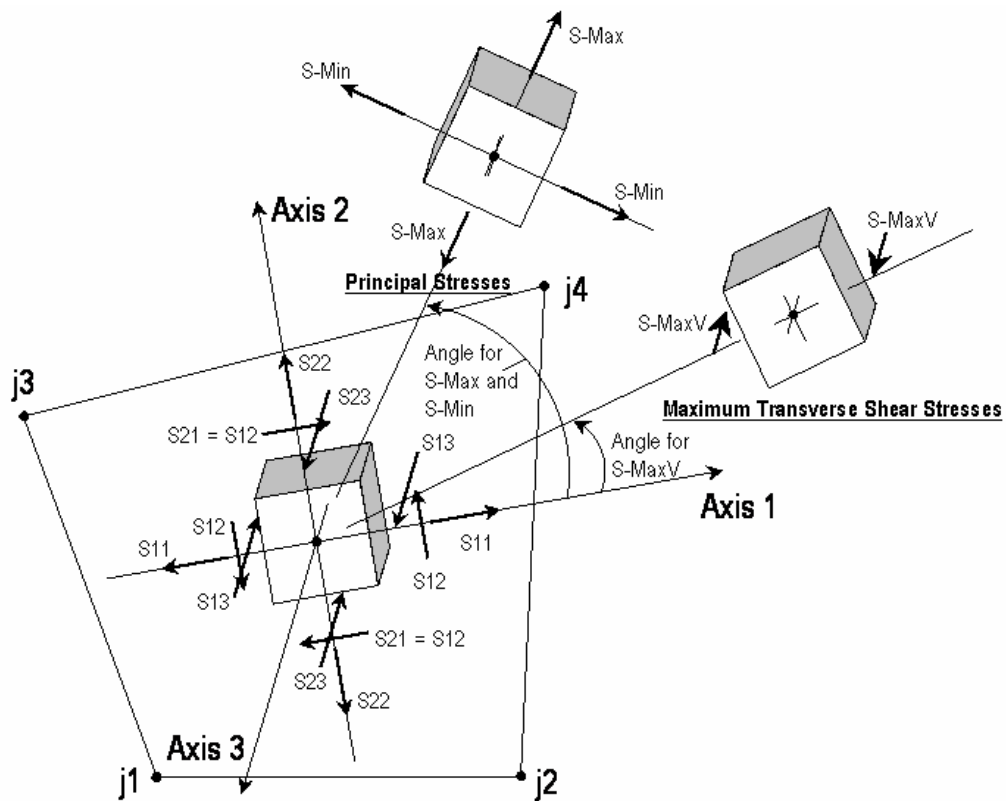 S-Max
S-Min
S-Min
S-Max
Axis 2
S-MaxV
Principal Stresses
j4
S-MaxV
S22
Angle for
S-Max and
S-Min
j3
S23
Maximum Transverse Shear Stresses
S21 = S12
S13
Angle for
S-MaxV
Axis 1
S12
S11
S11
S12
S13
S21 = S12
S23
S22
Axis 3
j1
j2